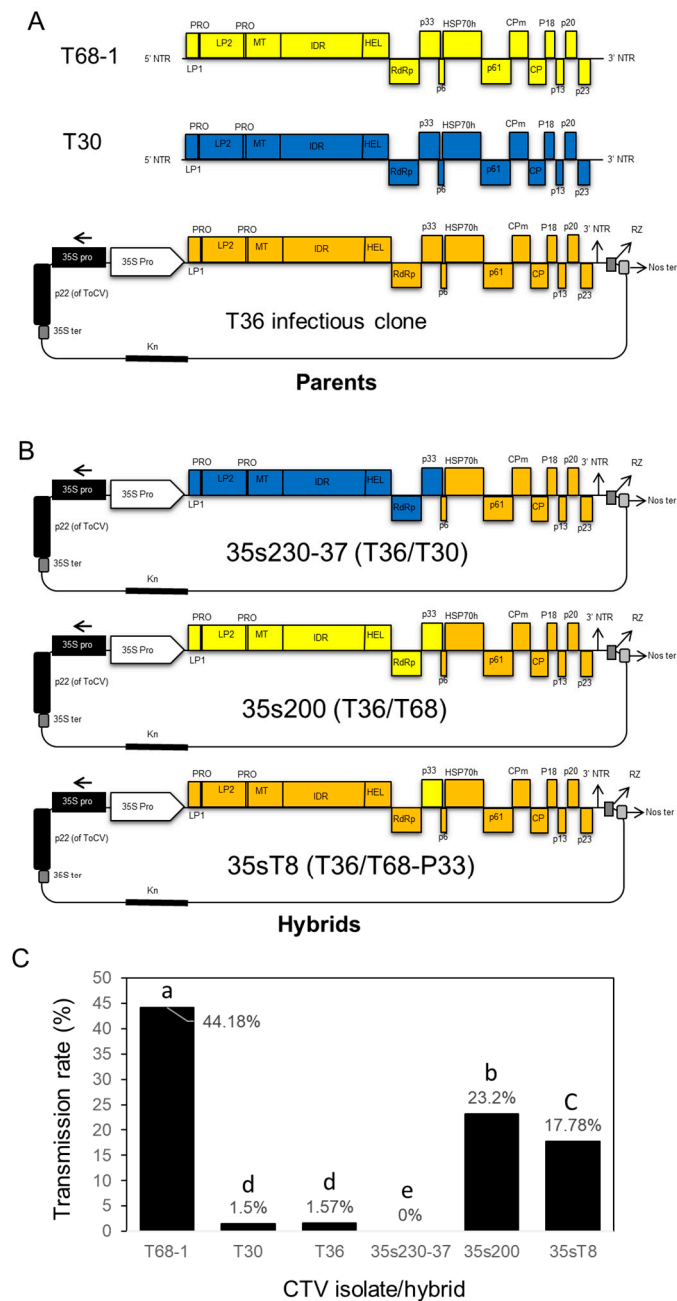 A
PRO PRO p33 HSP70h CPm P18 p20
T68-1
LP2 MT IDR HEL
5' NTR 3' NTR
LP1 RdRp p6 p61 CP p13 p23
PRO PRO p33 HSP70h CPm P18 p20
T30
LP2 MT IDR HEL
5' NTR 3' NTR
LP1 RdRp p6 p61 CP p13 p23
PRO PRO p33 HSP70h CPm P18 p20 3' NTR RZ
35S pro 35S Pro LP2 MT IDR HEL
Nos ter
LP1 RdRp p6 p61 CP p13 p23
p22 (of ToCV)
T36 infectious clone
35S ter
Kn
Parents
B
PRO PRO p33 HSP70h CPm P18 p20 3' NTR RZ
35S pro 35S Pro LP2 MT IDR HEL
Nos ter
LP1 RdRp p6 p61 CP p13 p23
p22 (of ToCV)
35s230-37 (T36/T30)
35S ter
Kn
PRO PRO p33 HSP70h CPm P18 p20 3' NTR RZ
35S pro 35S Pro LP2 MT IDR HEL
Nos ter
LP1 RdRp p6 p61 CP p13 p23
p22 (of ToCV)
35s200 (T36/T68)
35S ter
Kn
PRO PRO p33 HSP70h CPm P18 p20 3' NTR RZ
35S pro 35S Pro LP2 MT IDR HEL
Nos ter
LP1 RdRp p6 p61 CP p13 p23
p22 (of ToCV)
35sT8 (T36/T68-P33)
35S ter
Kn
Hybrids
C
Transmission rate (%)
50
45
40
35
30
25
20
15
10
5
0
a
44.18%
d
1.5%
d
1.57%
e
0%
b
23.2%
C
17.78%
T68-1 T30 T36 35s230-37 35s200 35sT8
CTV isolate/hybrid